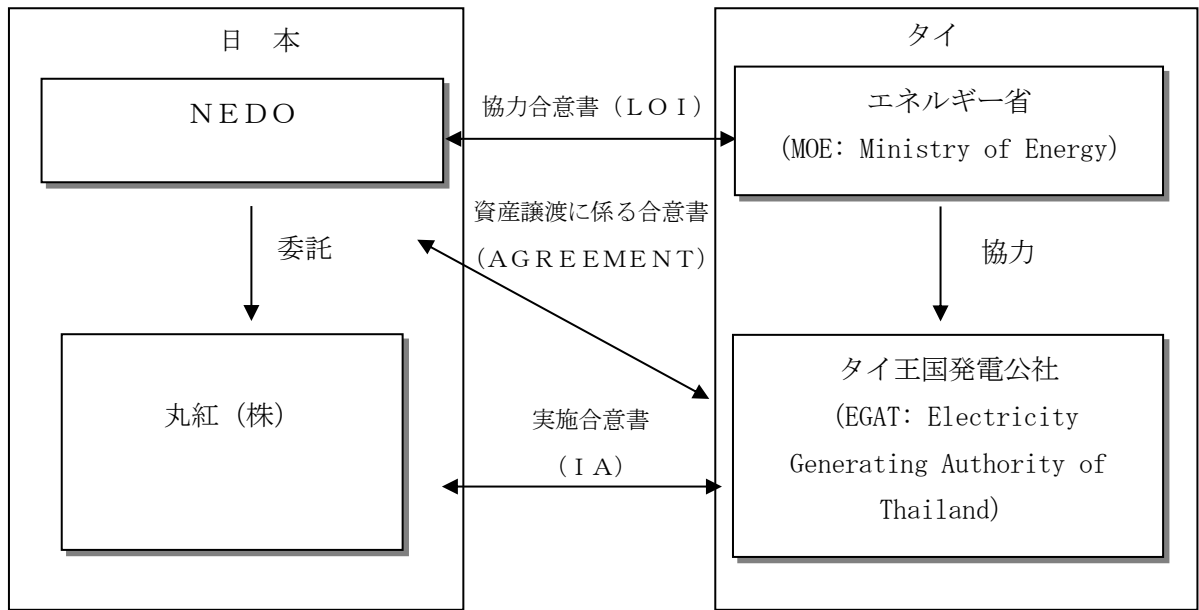 日　本
タイ
ＮＥＤＯ
協力合意書（ＬＯＩ）
エネルギー省
(MOE: Ministry of Energy)
委託
資産譲渡に係る合意書
（ＡＧＲＥＥＭＥＮＴ）
協力
丸紅（株）
実施合意書
（ＩＡ）
タイ王国発電公社
(EGAT: Electricity
Generating Authority of
Thailand)